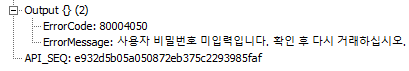 Output {} (2)
ErrorCode: 80004050
ErrorMessage: 사용자 비밀번호 미입력입니다. 확인 후 다시 거래하십시오.
API_SEQ: e932d5b05a050872eb375c2293985faf